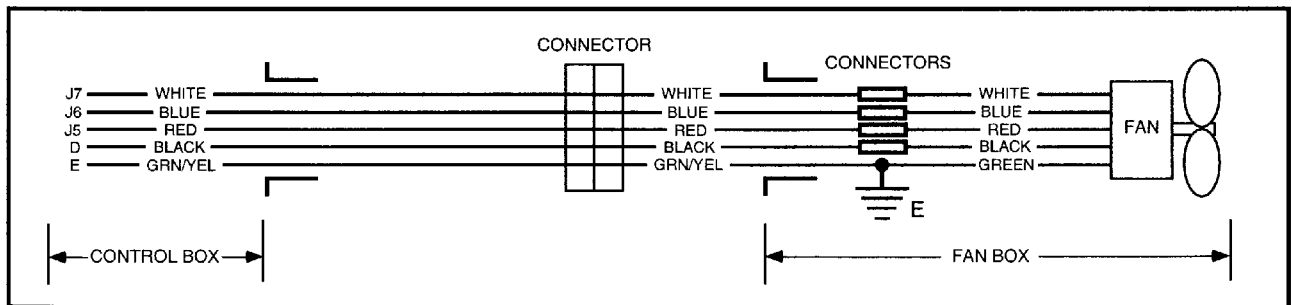 CONNECTOR
CONNECTORS
J7 WHITE WHITE WHITE
J6 BLUE BLUE BLUE
J5 RED RED RED
D BLACK BLACK BLACK
E GRN/YEL GRN/YEL GREEN
FAN
E
CONTROL BOX FAN BOX